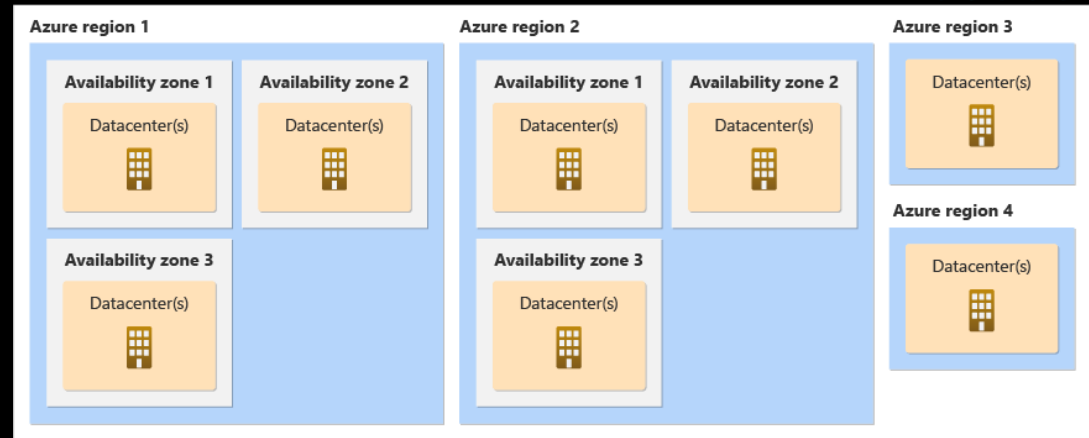 Azure region 1
Availability zone 1
Datacenter(s)
Availability zone 2
Datacenter(s)
Availability zone 3
Datacenter(s)
Azure region 2
Availability zone 1
Datacenter(s)
Availability zone 2
Datacenter(s)
Availability zone 3
Datacenter(s)
Azure region 3
Datacenter(s)
Azure region 4
Datacenter(s)